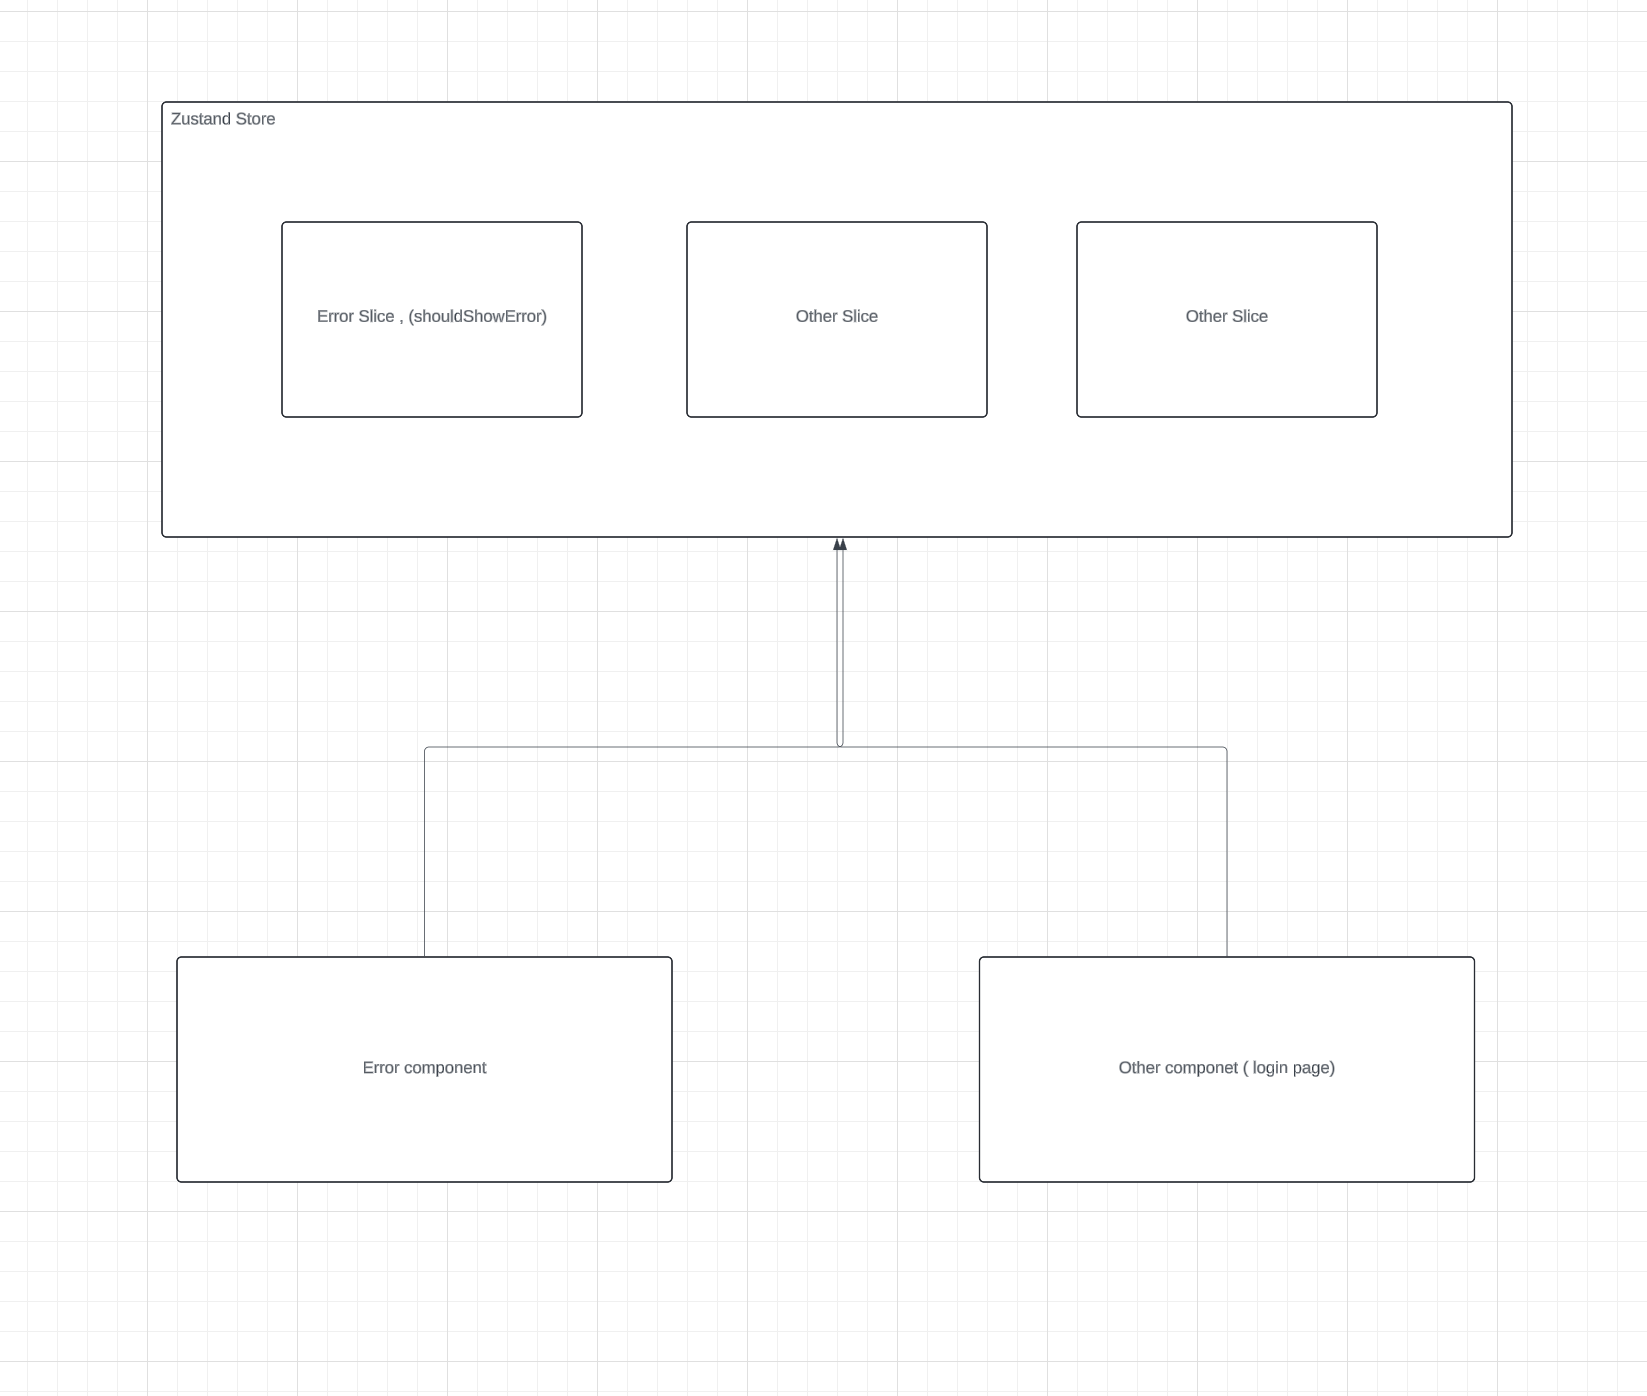 Zustand Store
Error Slice , (shouldShowError)
Other Slice
Other Slice
Error component
Other componet ( login page)